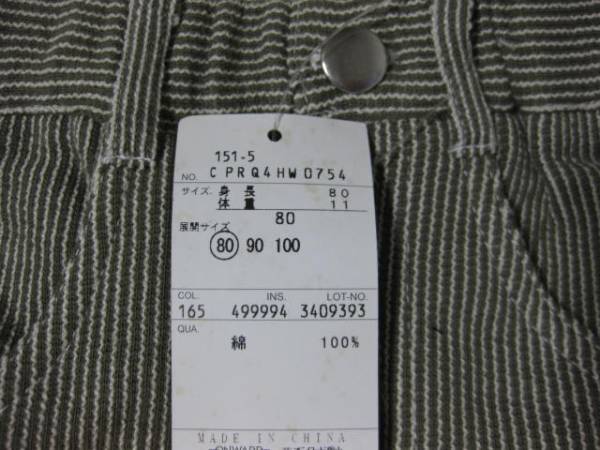 151-5
NO. CPRQ4HW0754
サイズ. 身長 80
体重 11
80
展開サイズ
80 90 100
COL. INS. LOT-NO.
165 499994 3409393
QUA.
綿 100%
MADE IN CHINA